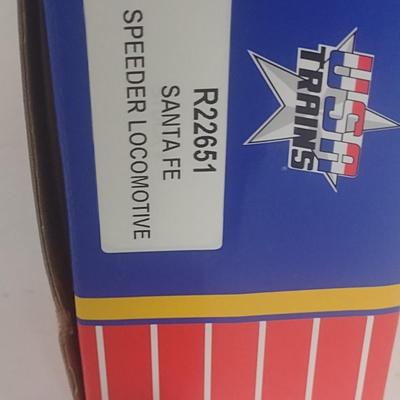 R22651
SANTA FE
SPEEDER LOCOMOTIVE
USA
TRAINS